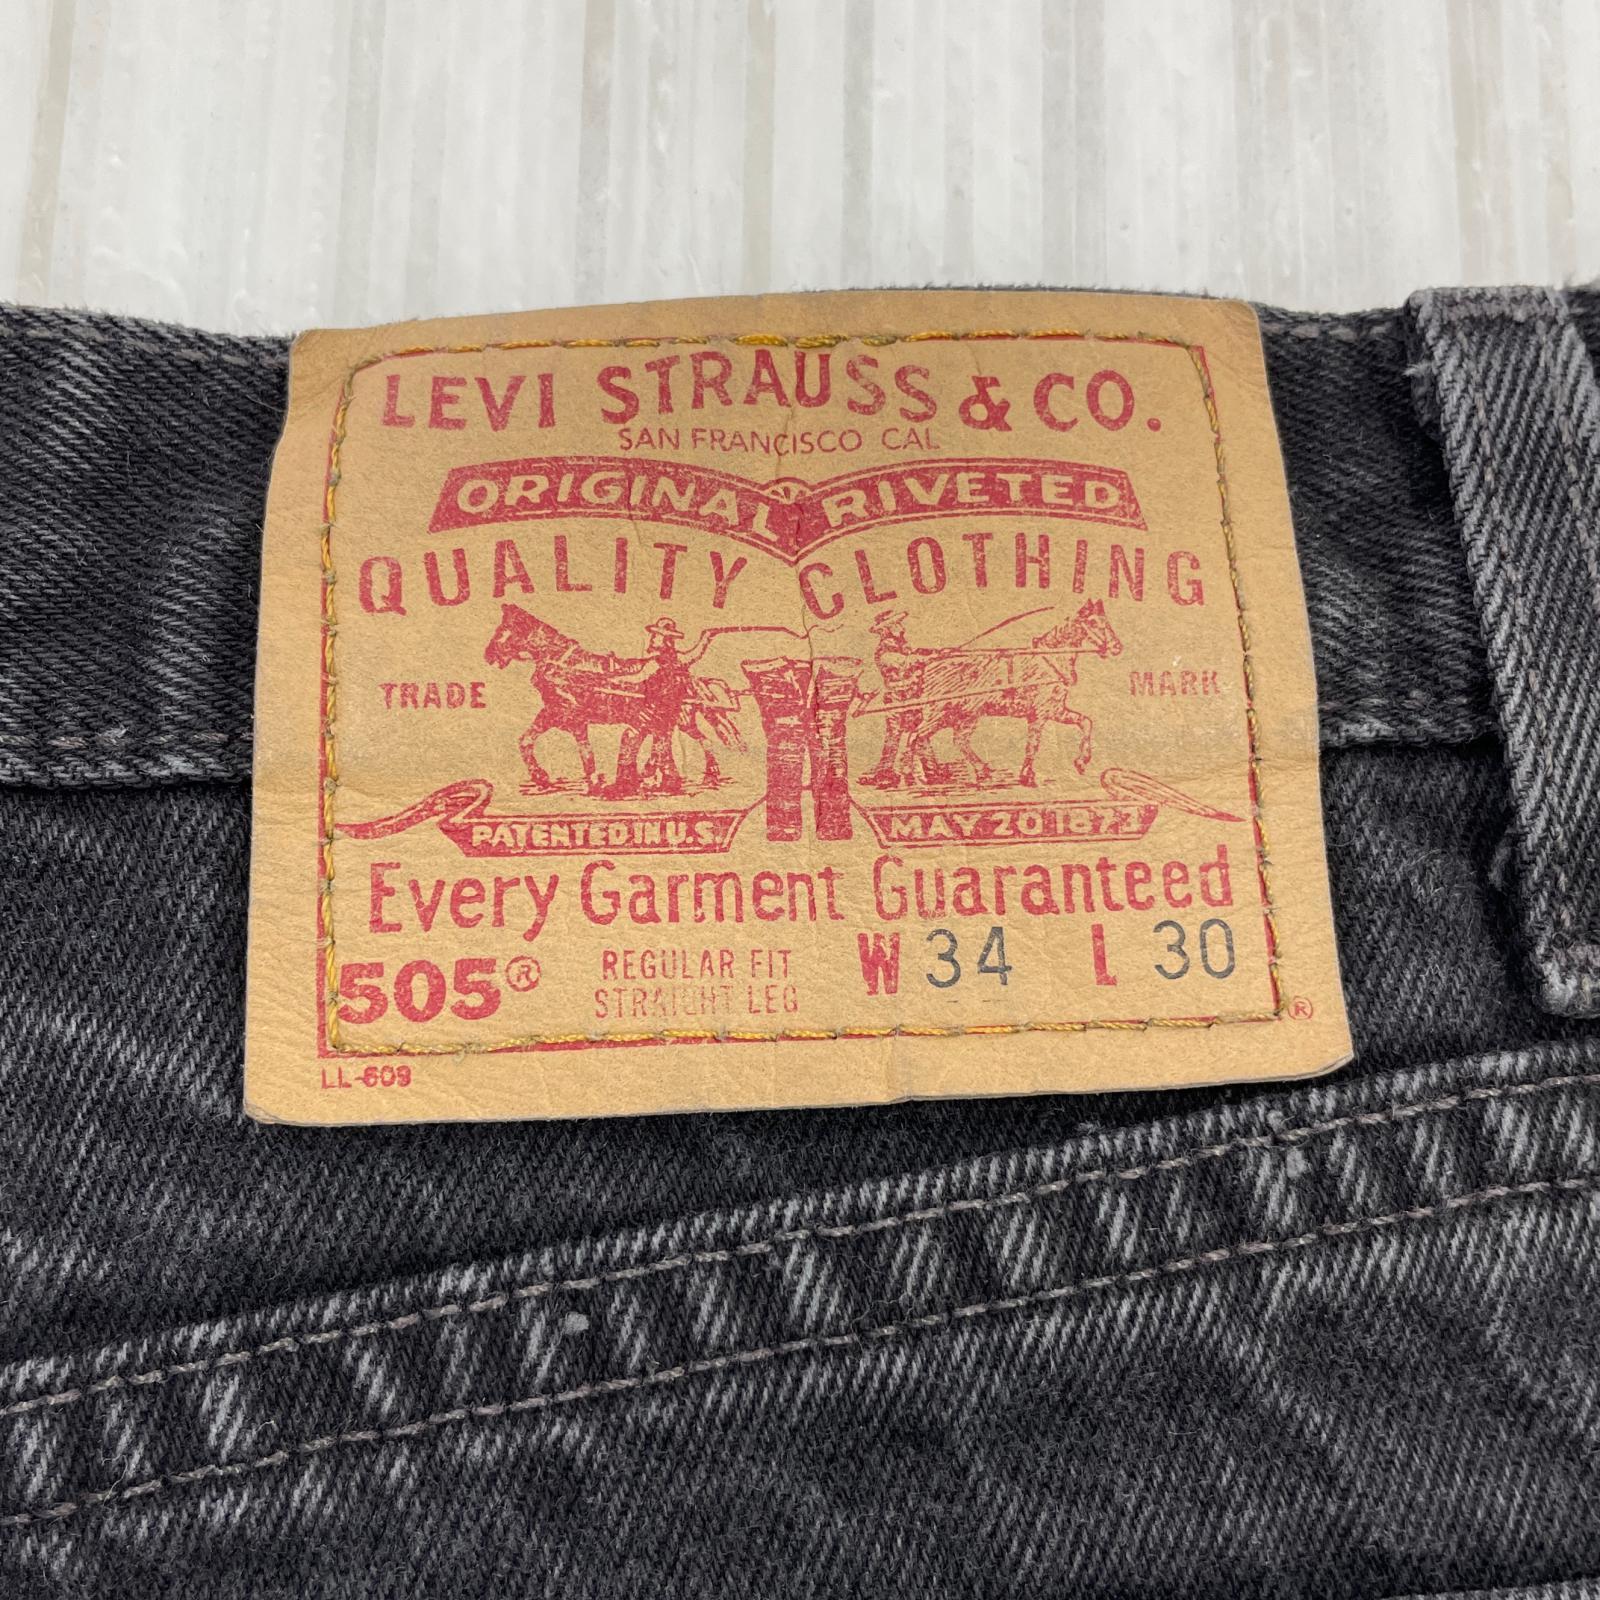 LEVI STRAUSS & CO.
SAN FRANCISCO CAL
ORIGINAL RIVETED
QUALITY CLOTHING
TRADE MARK
PATENTED IN U.S. MAY 20 1873
Every Garment Guaranteed
505® REGULAR FIT W 34 L 30
STRAIGHT LEG
®
LL-609